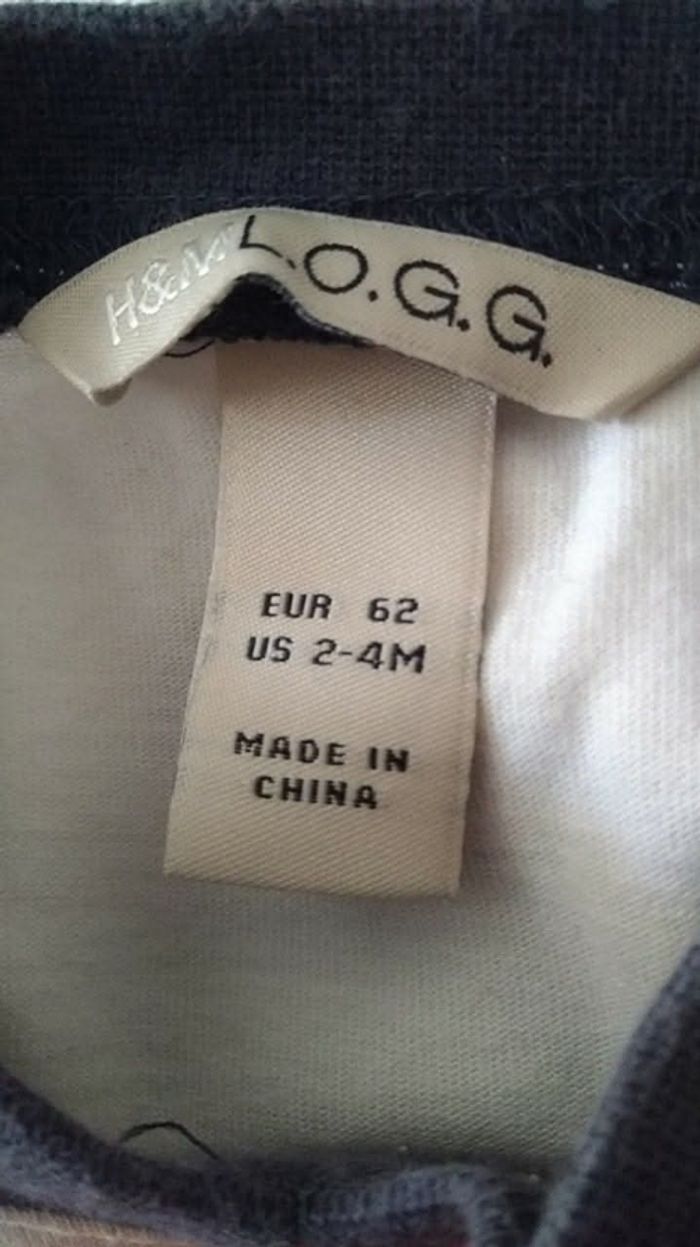 H&M L.O.G.G.
EUR 62
US 2-4M
MADE IN
CHINA